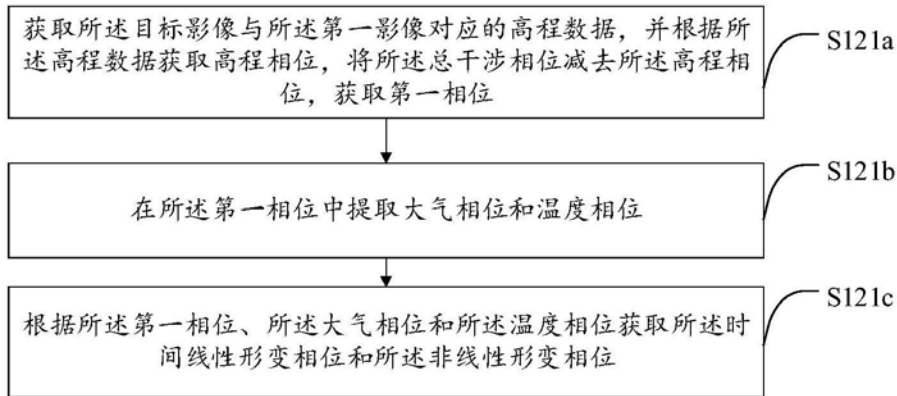 获取所述目标影像与所述第一影像对应的高程数据，并根据所
述高程数据获取高程相位，将所述总干涉相位减去所述高程相
位，获取第一相位
S121a
在所述第一相位中提取大气相位和温度相位
S121b
根据所述第一相位、所述大气相位和所述温度相位获取所述时
间线性形变相位和所述非线性形变相位
S121c